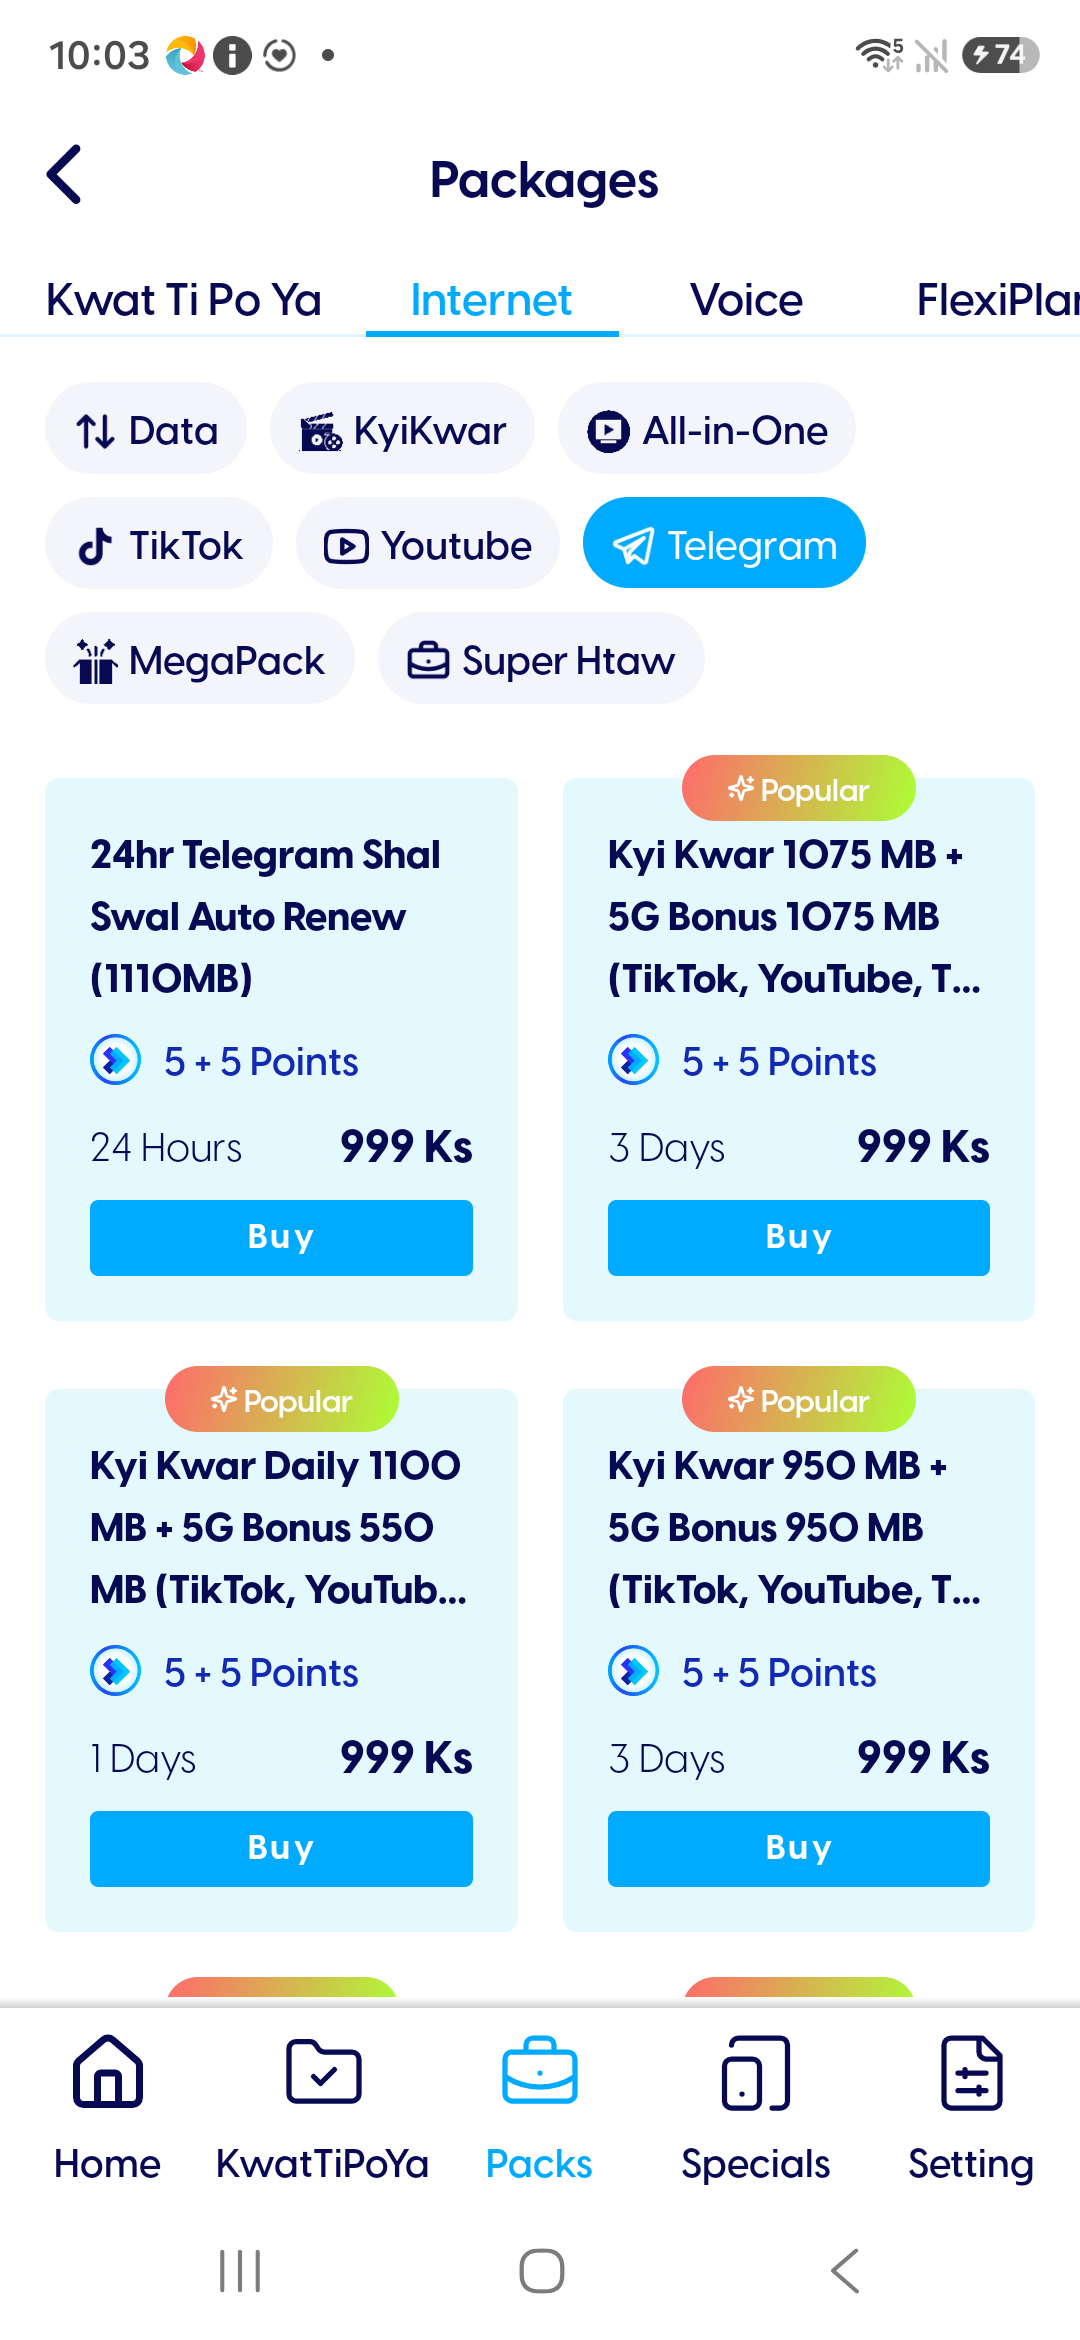 10:03
5
74
Packages
Kwat Ti Po Ya Internet Voice FlexiPlan
Data KyiKwar All-in-One
TikTok Youtube Telegram
MegaPack Super Htaw
24hr Telegram Shal
Swal Auto Renew
(1110MB)
5 + 5 Points
24 Hours 999 Ks
Buy
Popular
Kyi Kwar 1075 MB +
5G Bonus 1075 MB
(TikTok, YouTube, T...
5 + 5 Points
3 Days 999 Ks
Buy
Popular
Kyi Kwar Daily 1100
MB + 5G Bonus 550
MB (TikTok, YouTub...
5 + 5 Points
1 Days 999 Ks
Buy
Popular
Kyi Kwar 950 MB +
5G Bonus 950 MB
(TikTok, YouTube, T...
5 + 5 Points
3 Days 999 Ks
Buy
Home KwatTiPoYa Packs Specials Setting